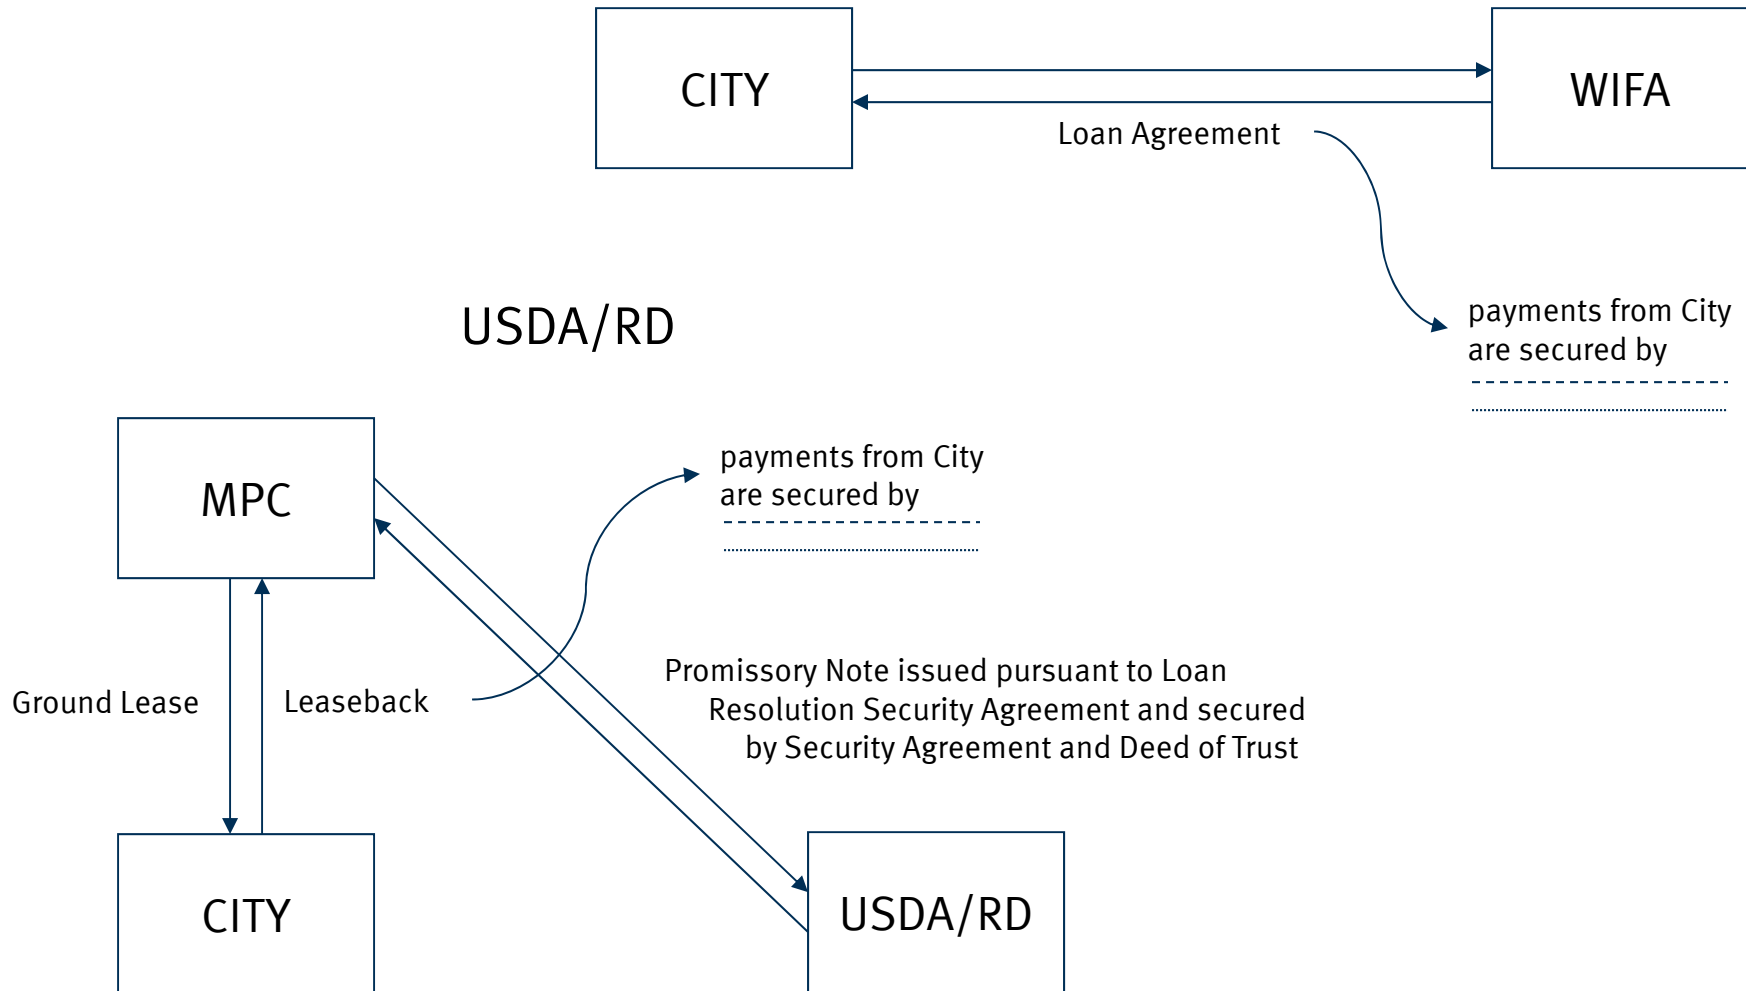 CITY
WIFA
Loan Agreement
payments from City
are secured by
USDA/RD
MPC
payments from City
are secured by
Ground Lease
Leaseback
Promissory Note issued pursuant to Loan
Resolution Security Agreement and secured
by Security Agreement and Deed of Trust
CITY
USDA/RD